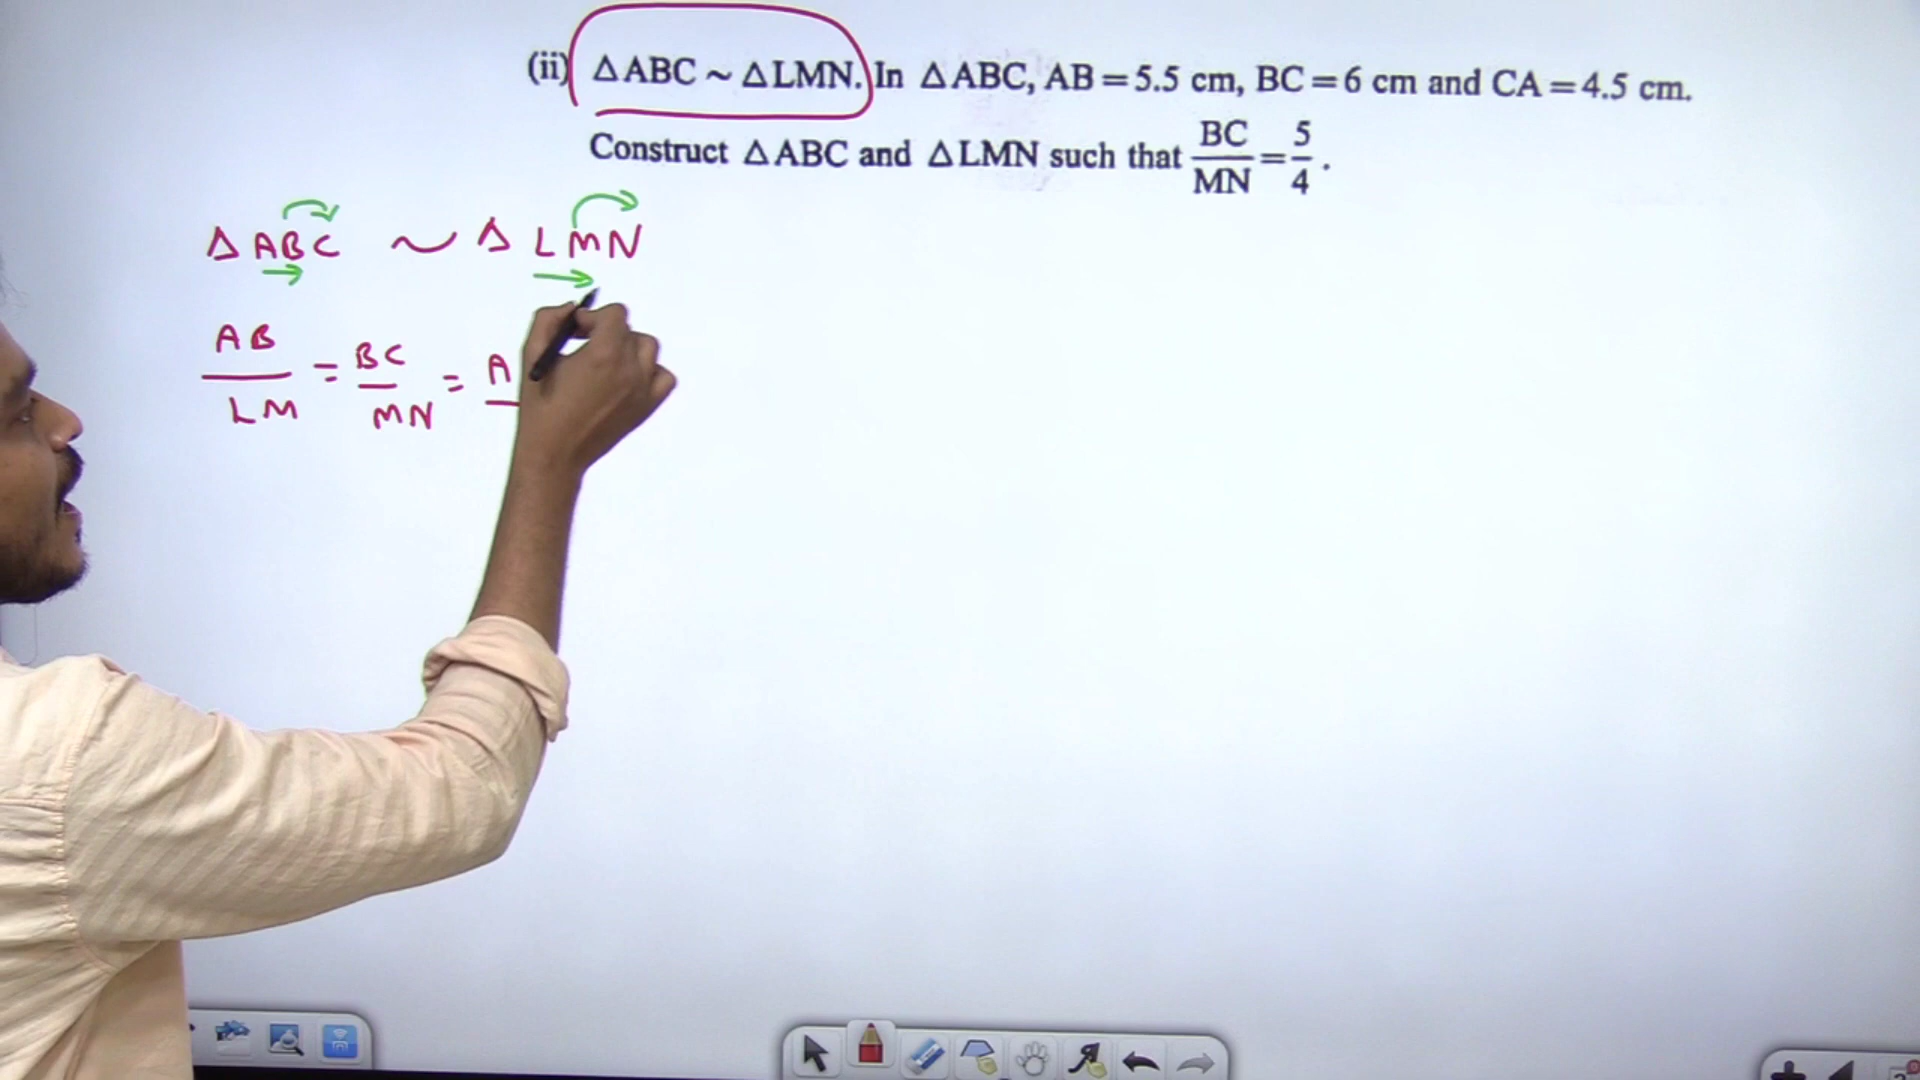 (ii) △ABC ~ △LMN. In △ABC, AB = 5.5 cm, BC = 6 cm and CA = 4.5 cm.
Construct △ABC and △LMN such that BC/MN = 5/4 .
△ ABC ~ △ LMN
AB/LM = BC/MN = A